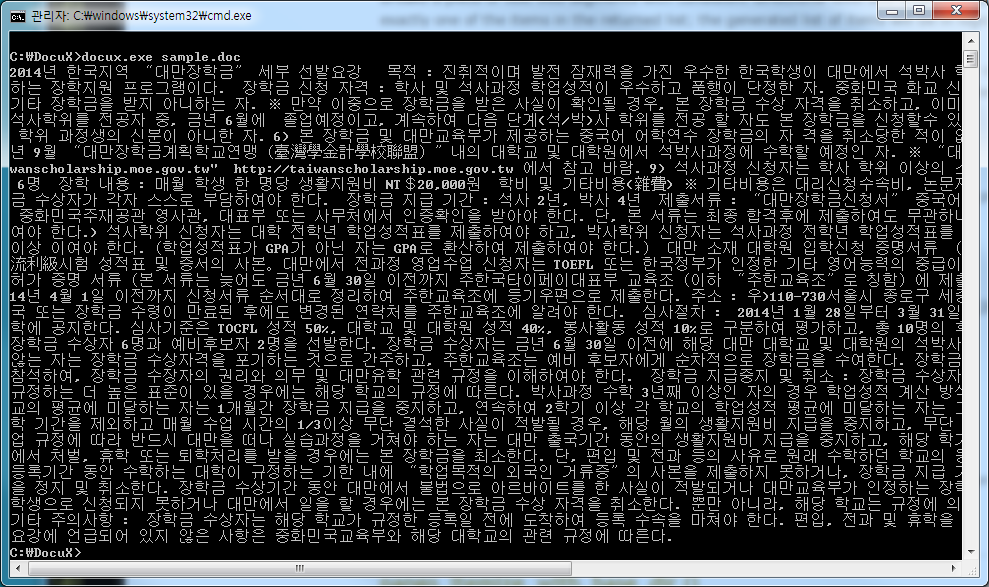 관리자: C:\windows\system32\cmd.exe
C:\DocuX>docux.exe sample.doc
2014년 한국지역 “대만장학금” 세부 선발요강 목적 : 진취적이며 발전 잠재력을 가진 우수한 한국학생이 대만에서 석박사
하는 장학지원 프로그램이다. 장학금 신청 자격 : 학사 및 석사과정 학업성적이 우수하고 품행이 단정한 자. 중화민국 화교 신
기타 장학금을 받지 아니하는 자. ※ 만약 이중으로 장학금을 받은 사실이 확인될 경우, 본 장학금 수상 자격을 취소하고, 이미
석사학위를 전공자 중, 금년 6월에 졸업예정이고, 계속하여 다음 단계(석/박)사 학위를 전공 할 자도 본 장학금을 신청할수 있
학위 과정생의 신분이 아니한 자. 6) 본 장학금 및 대만교육부가 제공하는 중국어 어학연수 장학금의 자 격을 취소당한 적이 없
년 9월 “대만장학금계획학교연맹 (臺灣學金計學校聯盟)”내의 대학교 및 대학원에서 석박사과정에 수학할 예정인 자. ※ “대
wanscholarship.moe.gov.tw" http://taiwanscholarship.moe.gov.tw 에서 참고 바람. 9) 석사과정 신청자는 학사 학위 이상의 소
6명 장학 내용 : 매월 학생 한 명당 생활지원비 NT＄20,000원 학비 및 기타비용(雜費) ※ 기타비용은 대리신청수속비, 논문지
금 수상자가 각자 스스로 부담하여야 한다. 장학금 지급 기간 : 석사 2년, 박사 4년 제출서류 : “대만장학금신청서” 중국어
중화민국주재공관 영사관, 대표부 또는 사무처에서 인증확인을 받아야 한다. 단, 본 서류는 최종 합격후에 제출하여도 무관하나
여야 한다.) 석사학위 신청자는 대학 전학년 학업성적표를 제출하여야 하고, 박사학위 신청자는 석사과정 전학년 학업성적표를
이상 이여야 한다. (학업성적표가 GPA가 아닌 자는 GPA로 환산하여 제출하여야 한다.) 대만 소재 대학원 입학신청 증명서류 (
流利級시험 성적표 및 증서의 사본。대만에서 전과정 영업수업 신청자는 TOEFL 또는 한국정부가 인정한 기타 영어능력의 중급이
허가 증명 서류 (본 서류는 늦어도 금년 6월 30일 이전까지 주한국타이페이대표부 교육조 (이하 “주한교육조”로 칭함) 에 제출
14년 4월 1일 이전까지 신청서류 순서대로 정리하여 주한교육조에 등기우편으로 제출한다. 주소 : 우)110-730서울시 종로구 세종
국 또는 장학금 수령이 만료된 후에도 변경된 연락처를 주한교육조에 알려야 한다. 심사절차 : 2014년 1월 28일부터 3월 31일
학에 공지한다. 심사기준은 TOCFL 성적 50%, 대학교 및 대학원 성적 40%, 봉사활동 성적 10%로 구분하여 평가하고, 총 10명의 후
장학금 수상자 6명과 예비후보자 2명을 선발한다. 장학금 수상자는 금년 6월 30일 이전에 해당 대만 대학교 및 대학원의 석박사
않는 자는 장학금 수상자격을 포기하는 것으로 간주하고, 주한교육조는 예비 후보자에게 순차적으로 장학금을 수여한다. 장학금
참석하여, 장학금 수상자의 권리와 의무 및 대만유학 관련 규정을 이해하여야 한다. 장학금 지급중지 및 취소 : 장학금 수상자
규정하는 더 높은 표준이 있을 경우에는 해당 학교의 규정에 따른다. 박사과정 수학 3년째 이상인 자의 경우 학업성적 계산 방식
교의 평균에 미달하는 자는 1개월간 장학금 지급을 중지하고, 연속하여 2학기 이상 각 학교의 학업성적 평균에 미달하는 자는 그
학 기간을 제외하고 매월 수업 시간의 1/3이상 무단 결석한 사실이 적발될 경우, 해당 월의 생활지원비 지급을 중지하고, 무단
업 규정에 따라 반드시 대만을 떠나 실습과정을 거쳐야 하는 자는 대만 출국기간 동안의 생활지원비 지급을 중지하고, 해당 학기
에서 처벌, 휴학 또는 퇴학처리를 받을 경우에는 본 장학금을 최소한다. 단, 편입 및 전과 등의 사유로 원래 수학하던 학교의 등
등록기간 동안 수학하는 대학이 규정하는 기한 내에 “학업목적의 외국인 거류증”의 사본을 제출하지 못하거나, 장학금 지급 기
을 정지 및 취소한다. 장학금 수상기간 동안 대만에서 불법으로 아르바이트를 한 사실이 적발되거나 대만교육부가 인정하는 장학
학생으로 신청되지 못하거나 대만에서 일을 할 경우에는 본 장학금 수상 자격을 취소한다. 뿐만 아니라, 해당 학교는 규정에 의
기타 주의사항 : 장학금 수상자는 해당 학교가 규정한 등록일 전에 도착하여 등록 수속을 마쳐야 한다. 편입, 전과 및 휴학을
요강에 언급되어 있지 않은 사항은 중화민국교육부와 해당 대학교의 관련 규정에 따른다.
C:\DocuX>